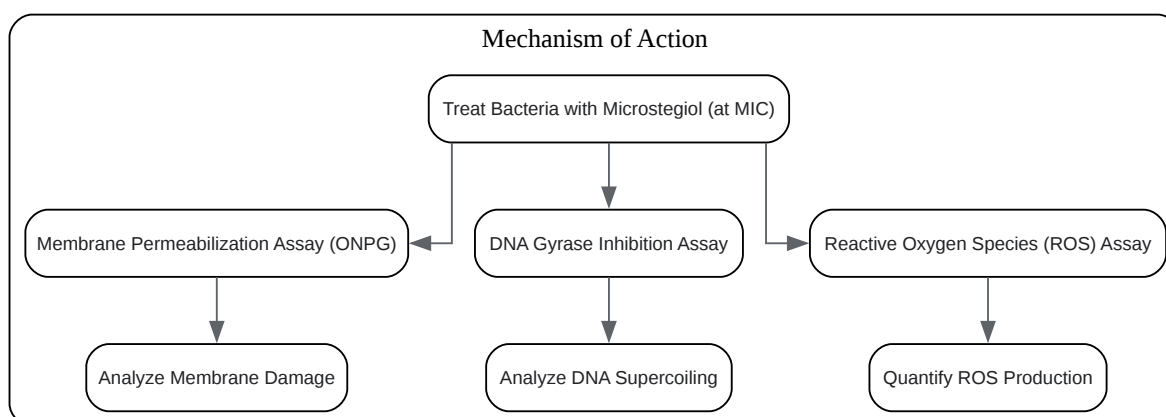 Mechanism of Action
Treat Bacteria with Microstegiol (at MIC)
Membrane Permeabilization Assay (ONPG)
DNA Gyrase Inhibition Assay
Reactive Oxygen Species (ROS) Assay
Analyze Membrane Damage
Analyze DNA Supercoiling
Quantify ROS Production